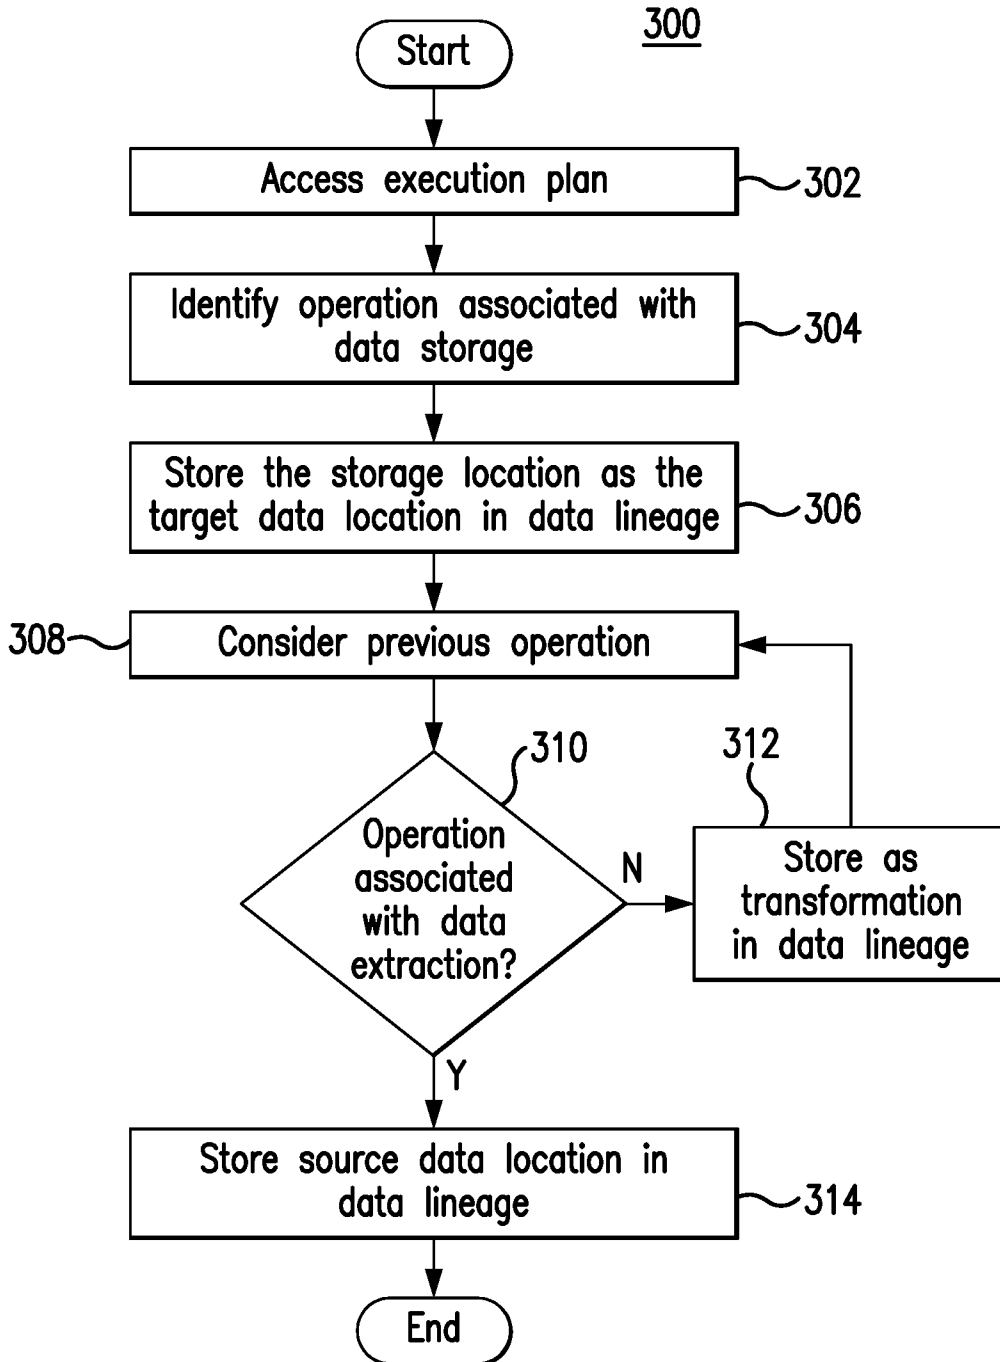 300
Start
Access execution plan
302
Identify operation associated with
data storage
304
Store the storage location as the
target data location in data lineage
306
308
Consider previous operation
310
312
Operation
associated
with data
extraction?
N
Store as
transformation
in data lineage
Y
Store source data location in
data lineage
314
End